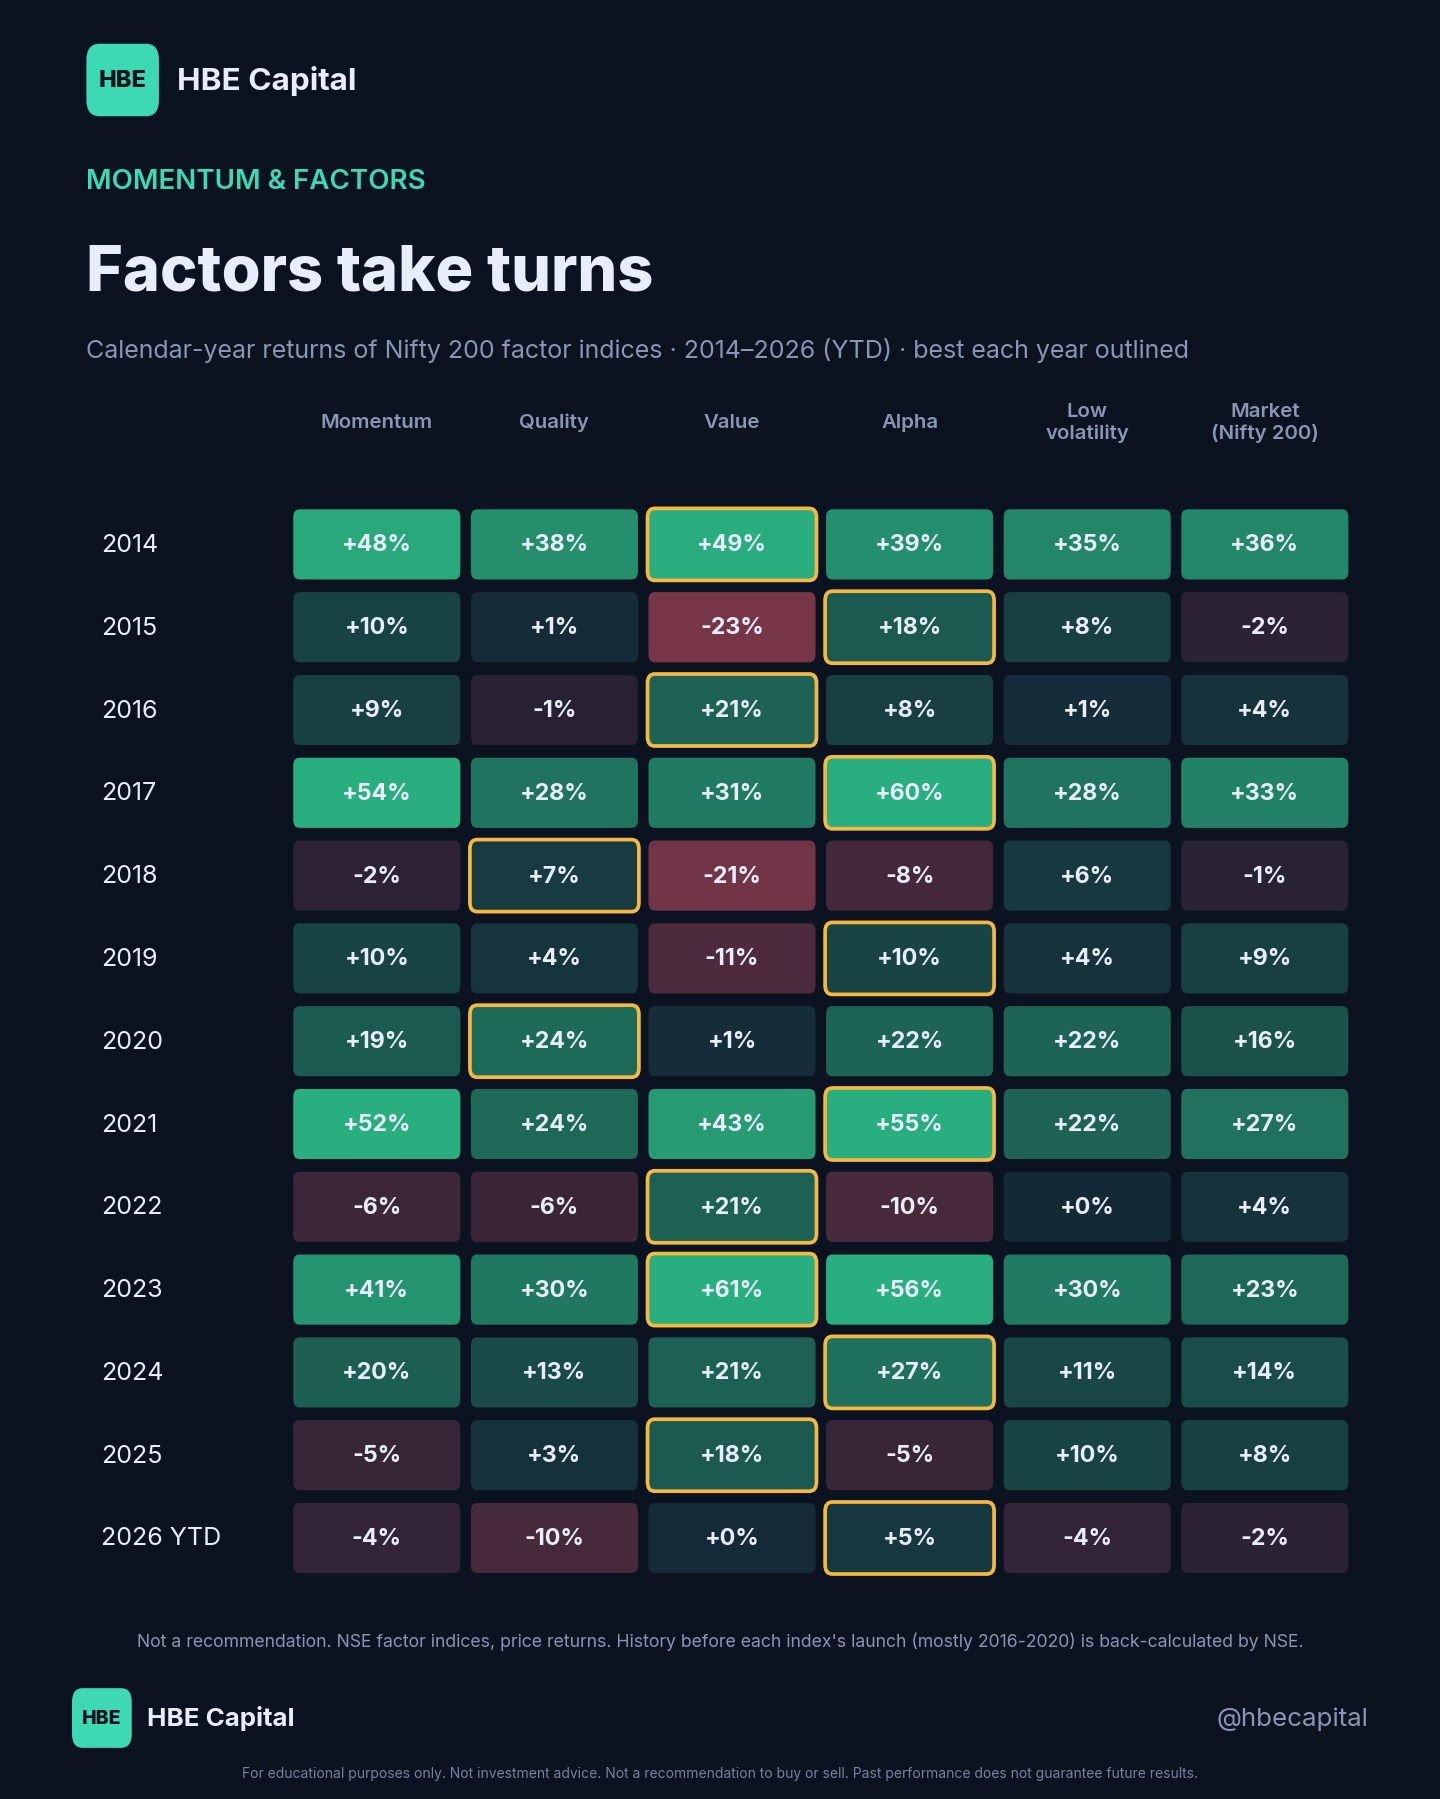 HBE HBE Capital
MOMENTUM & FACTORS
Factors take turns
Calendar-year returns of Nifty 200 factor indices · 2014–2026 (YTD) · best each year outlined
Momentum Quality Value Alpha Low volatility Market (Nifty 200)
2014 +48% +38% +49% +39% +35% +36%
2015 +10% +1% -23% +18% +8% -2%
2016 +9% -1% +21% +8% +1% +4%
2017 +54% +28% +31% +60% +28% +33%
2018 -2% +7% -21% -8% +6% -1%
2019 +10% +4% -11% +10% +4% +9%
2020 +19% +24% +1% +22% +22% +16%
2021 +52% +24% +43% +55% +22% +27%
2022 -6% -6% +21% -10% +0% +4%
2023 +41% +30% +61% +56% +30% +23%
2024 +20% +13% +21% +27% +11% +14%
2025 -5% +3% +18% -5% +10% +8%
2026 YTD -4% -10% +0% +5% -4% -2%
Not a recommendation. NSE factor indices, price returns. History before each index's launch (mostly 2016-2020) is back-calculated by NSE.
HBE HBE Capital @hbecapital
For educational purposes only. Not investment advice. Not a recommendation to buy or sell. Past performance does not guarantee future results.